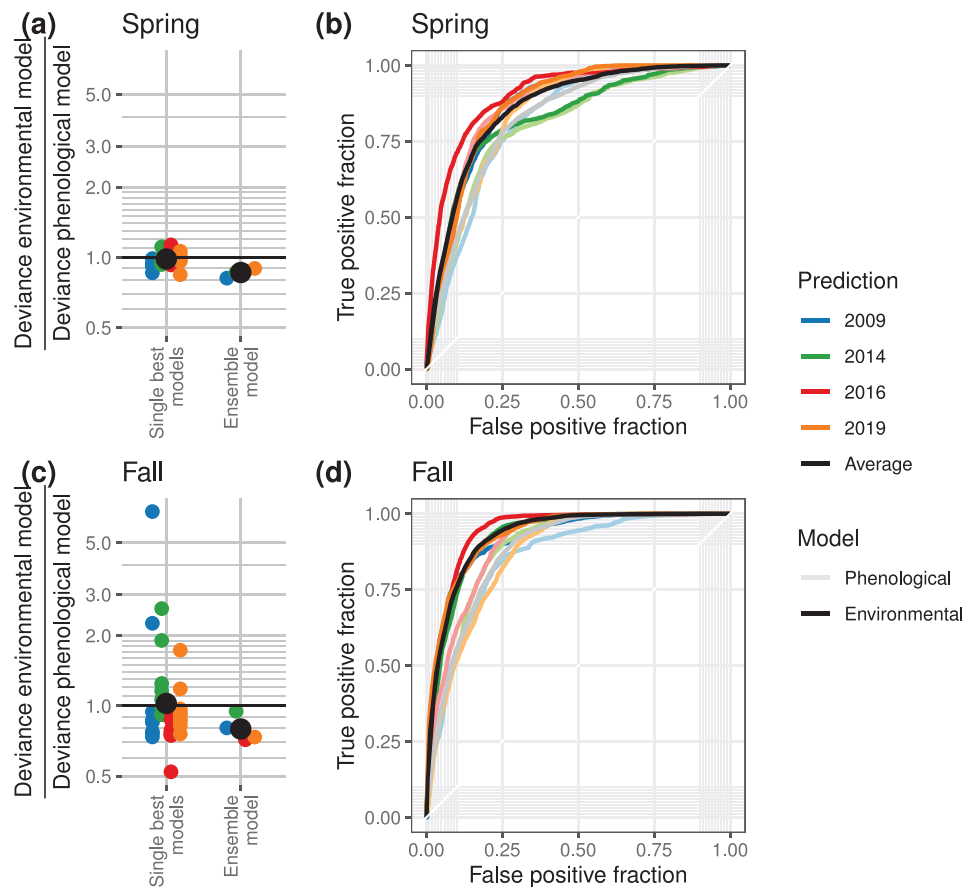 (a) Spring
Deviance environmental model
Deviance phenological model
5.0
3.0
2.0
1.0
0.5
Single best
models
Ensemble
model
(b) Spring
True positive fraction
1.00
0.75
0.50
0.25
0.00
0.00 0.25 0.50 0.75 1.00
False positive fraction
(c) Fall
Deviance environmental model
Deviance phenological model
5.0
3.0
2.0
1.0
0.5
Single best
models
Ensemble
model
(d) Fall
True positive fraction
1.00
0.75
0.50
0.25
0.00
0.00 0.25 0.50 0.75 1.00
False positive fraction
Prediction
2009
2014
2016
2019
Average
Model
Phenological
Environmental